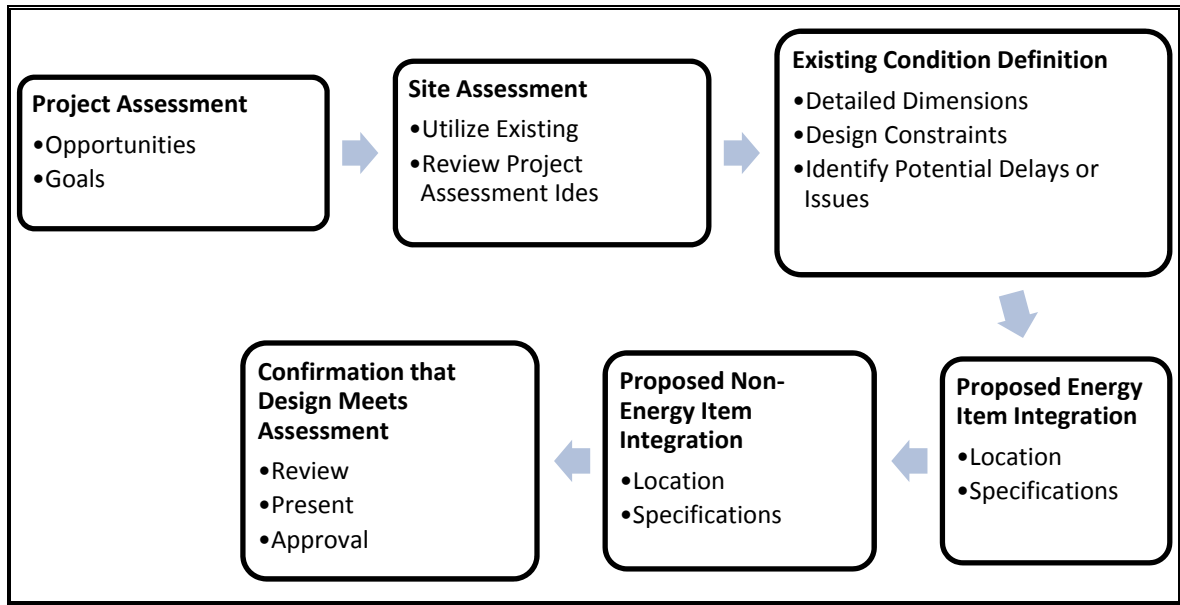 Project Assessment
•Opportunities
•Goals
Site Assessment
•Utilize Existing
•Review Project
Assessment Ides
Existing Condition Definition
•Detailed Dimensions
•Design Constraints
•Identify Potential Delays or
Issues
Proposed Energy
Item Integration
•Location
•Specifications
Proposed Non-
Energy Item
Integration
•Location
•Specifications
Confirmation that
Design Meets
Assessment
•Review
•Present
•Approval